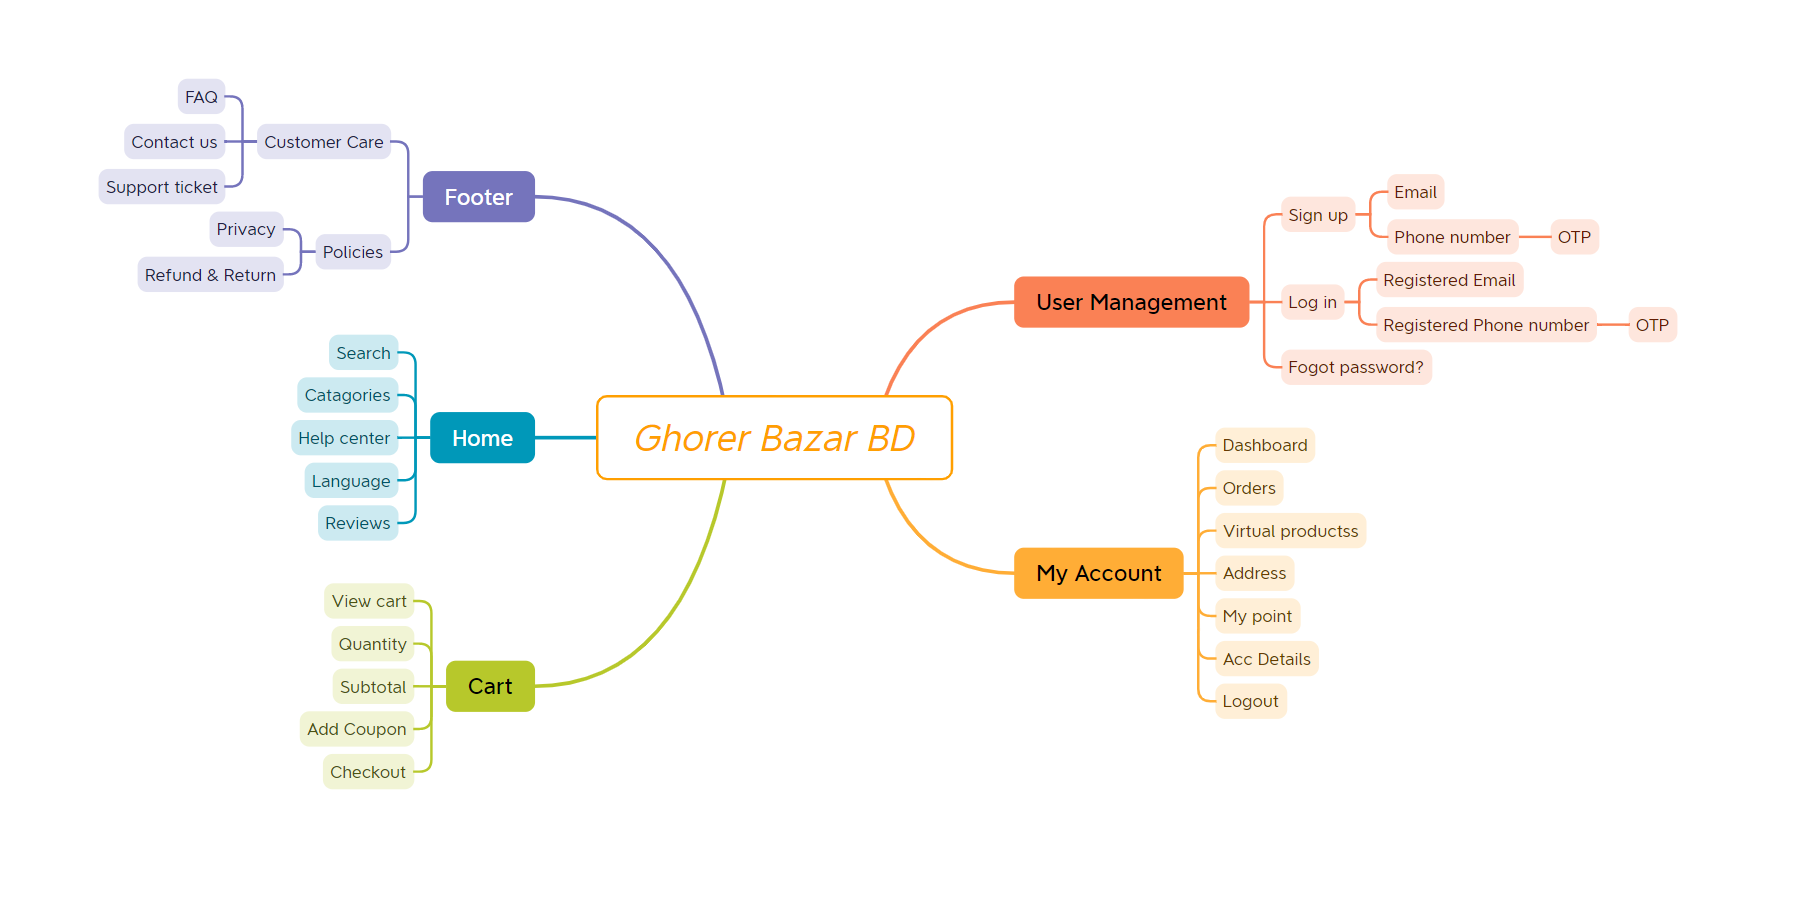 Ghorer Bazar BD
Footer
Customer Care
FAQ
Contact us
Support ticket
Policies
Privacy
Refund & Return
Home
Search
Catagories
Help center
Language
Reviews
Cart
View cart
Quantity
Subtotal
Add Coupon
Checkout
User Management
Sign up
Email
Phone number
OTP
Log in
Registered Email
Registered Phone number
OTP
Fogot password?
My Account
Dashboard
Orders
Virtual productss
Address
My point
Acc Details
Logout